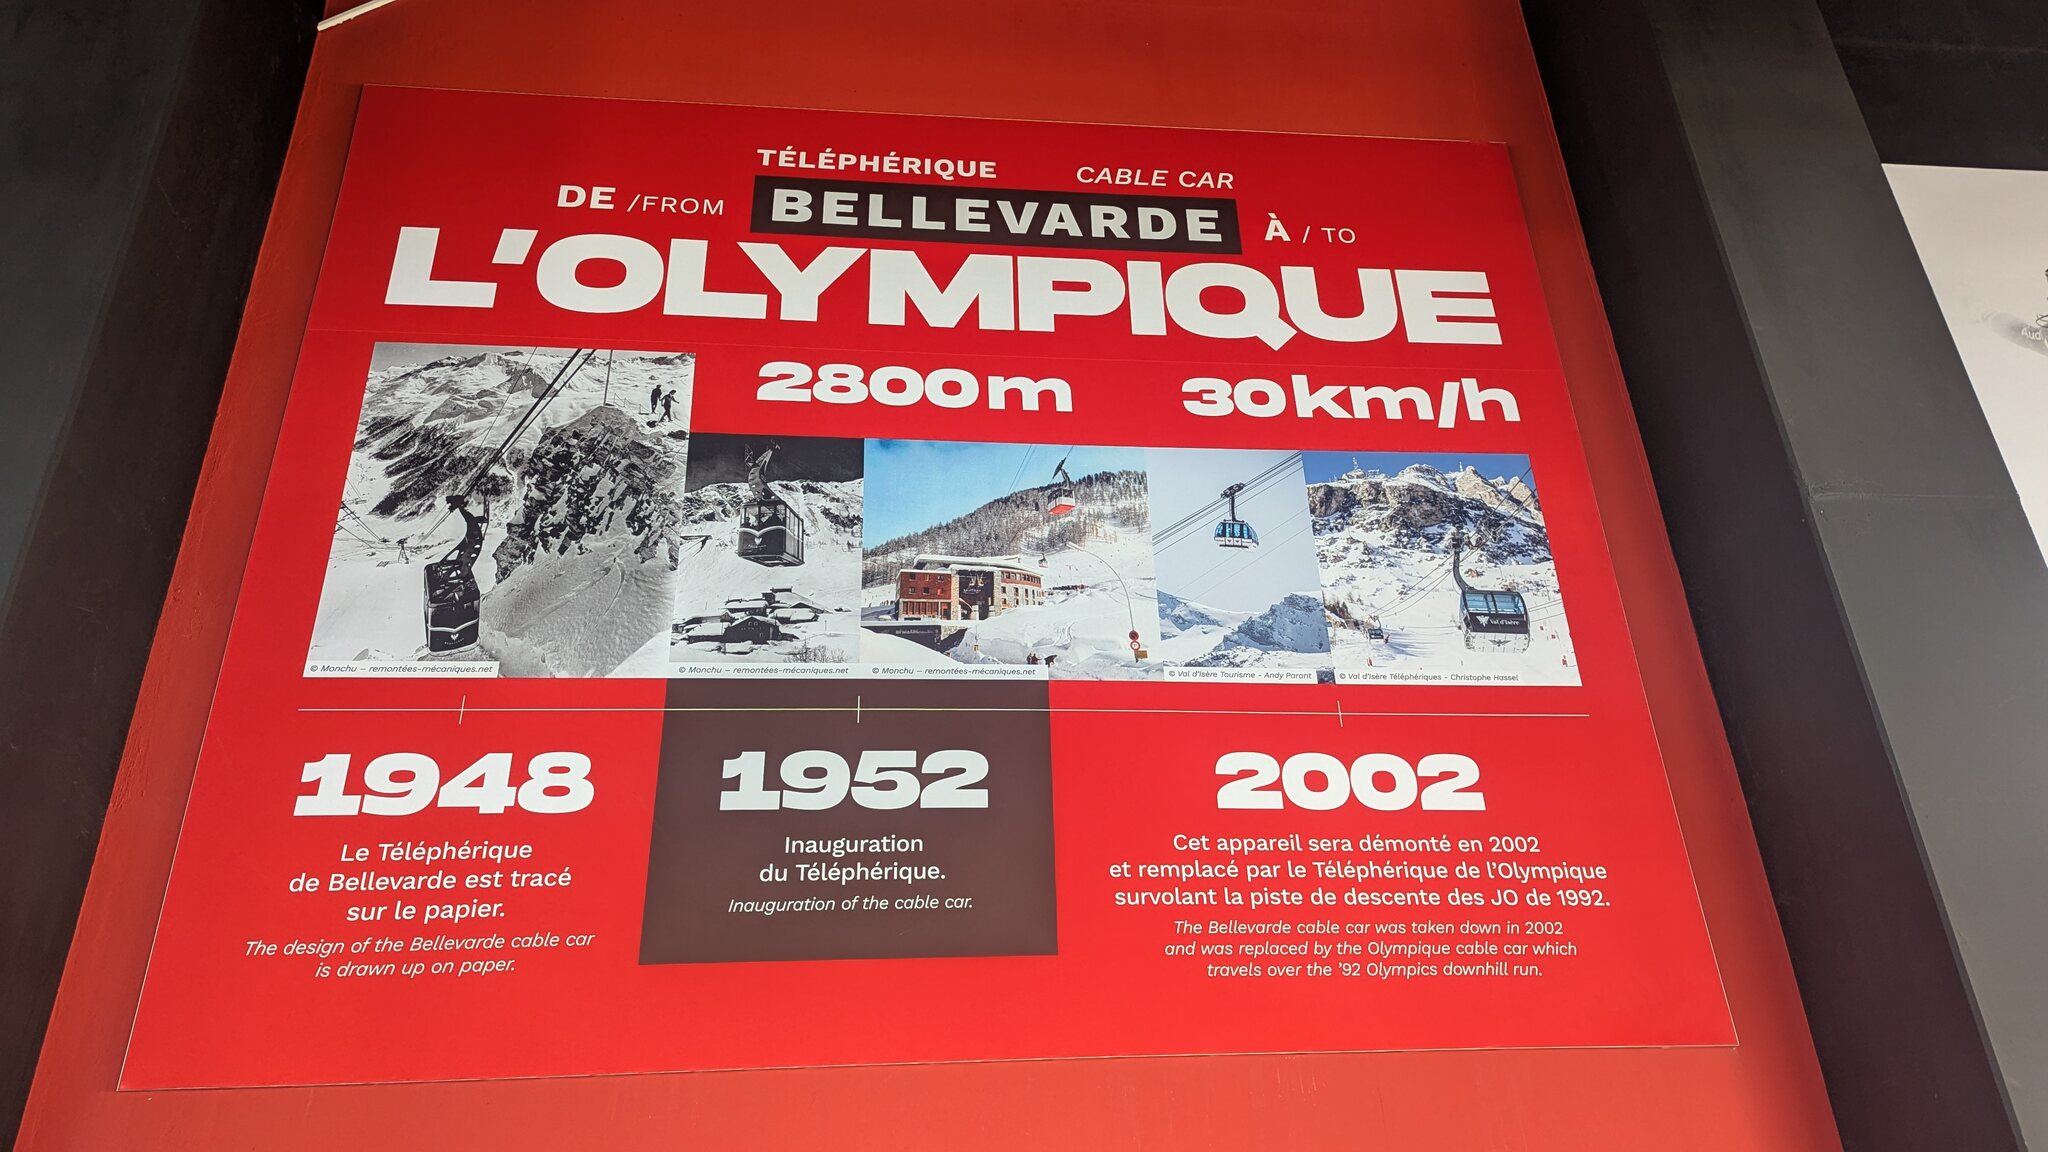 TÉLÉPHÉRIQUE CABLE CAR
DE /FROM BELLEVARDE À / TO
L'OLYMPIQUE
2800m 30km/h
Val d'Isère
© Monchu – remontées-mécaniques.net
© Monchu – remontées-mécaniques.net
© Monchu – remontées-mécaniques.net
© Val d'Isère Tourisme - Andy Parant
© Val d'Isère Téléphériques - Christophe Hassel
1948
Le Téléphérique
de Bellevarde est tracé
sur le papier.
The design of the Bellevarde cable car
is drawn up on paper.
1952
Inauguration
du Téléphérique.
Inauguration of the cable car.
2002
Cet appareil sera démonté en 2002
et remplacé par le Téléphérique de l'Olympique
survolant la piste de descente des JO de 1992.
The Bellevarde cable car was taken down in 2002
and was replaced by the Olympique cable car which
travels over the '92 Olympics downhill run.